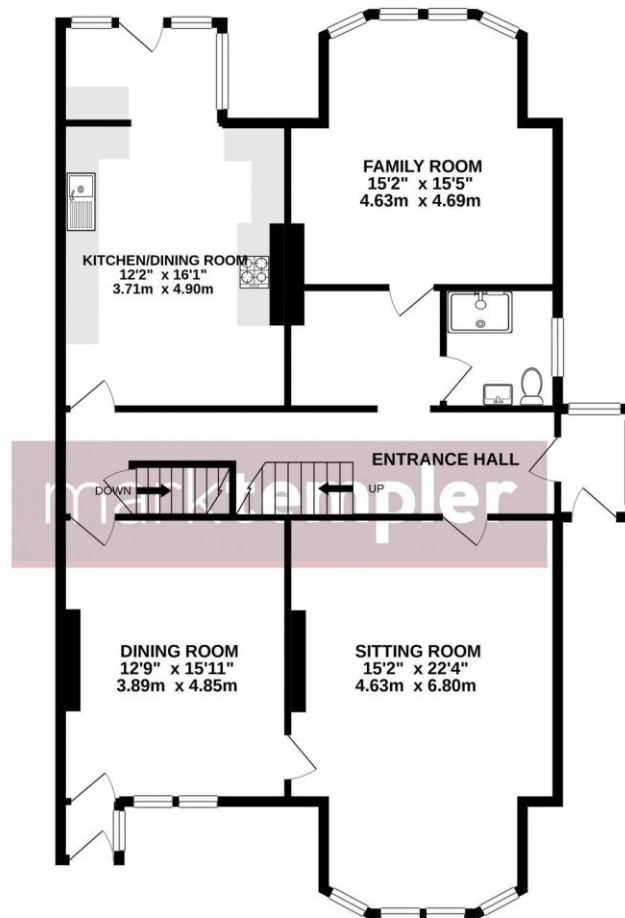 FAMILY ROOM
15'2" x 15'5"
4.63m x 4.69m
KITCHEN/DINING ROOM
12'2" x 16'1"
3.71m x 4.90m
ENTRANCE HALL
DOWN
UP
marktempler
DINING ROOM
12'9" x 15'11"
3.89m x 4.85m
SITTING ROOM
15'2" x 22'4"
4.63m x 6.80m